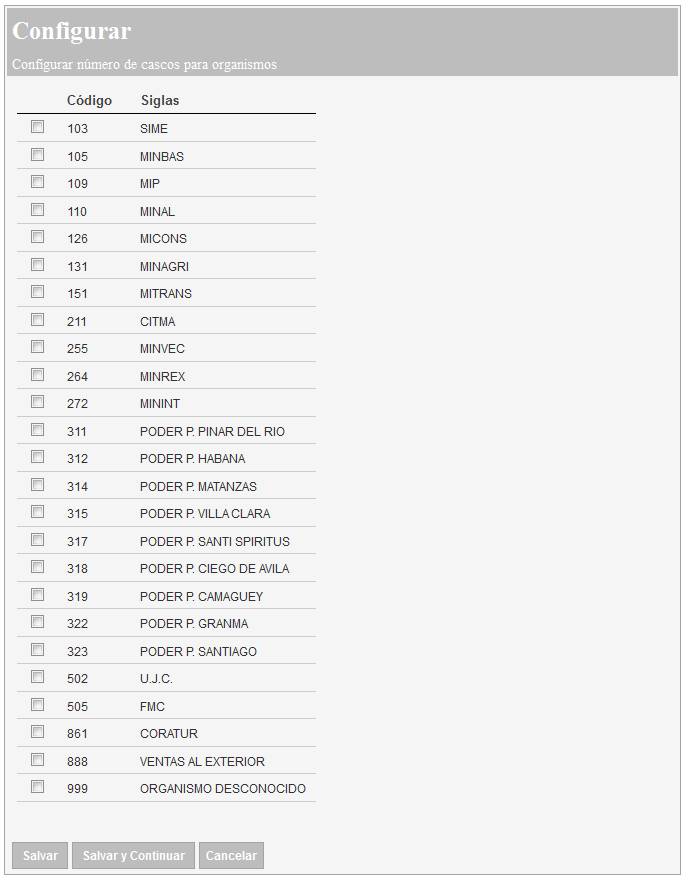 Configurar
Configurar número de cascos para organismos
Código Siglas
103 SIME
105 MINBAS
109 MIP
110 MINAL
126 MICONS
131 MINAGRI
151 MITRANS
211 CITMA
255 MINVEC
264 MINREX
272 MININT
311 PODER P. PINAR DEL RIO
312 PODER P. HABANA
314 PODER P. MATANZAS
315 PODER P. VILLA CLARA
317 PODER P. SANTI SPIRITUS
318 PODER P. CIEGO DE AVILA
319 PODER P. CAMAGUEY
322 PODER P. GRANMA
323 PODER P. SANTIAGO
502 U.J.C.
505 FMC
861 CORATUR
888 VENTAS AL EXTERIOR
999 ORGANISMO DESCONOCIDO
Salvar Salvar y Continuar Cancelar